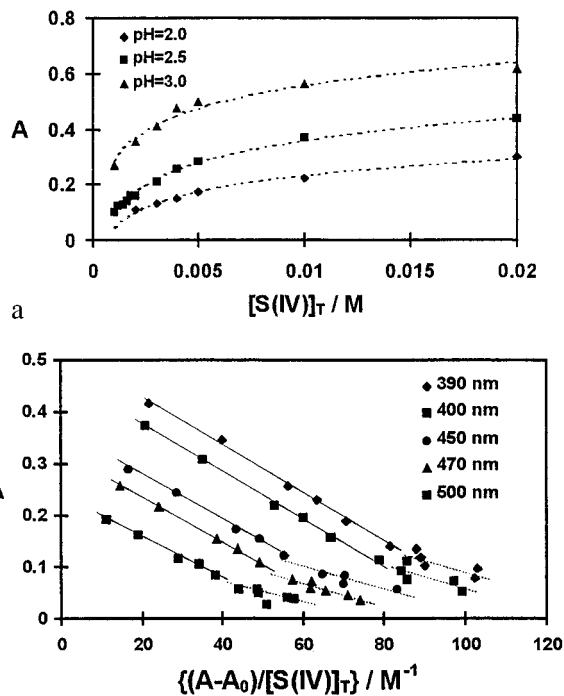 0.8
0.6
0.4
0.2
0
A
pH=2.0
pH=2.5
pH=3.0
0 0.005 0.01 0.015 0.02
[S(IV)]T / M
a
0.5
0.4
0.3
0.2
0.1
0
390 nm
400 nm
450 nm
470 nm
500 nm
0 20 40 60 80 100 120
{(A-A0)/[S(IV)]T} / M-1